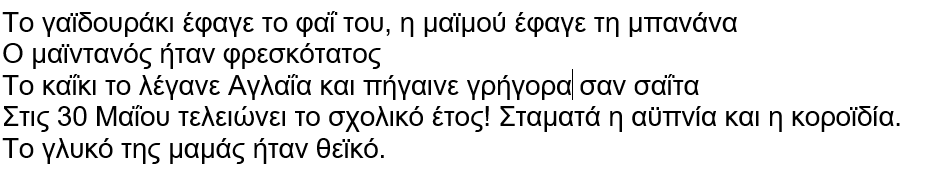 Το γαϊδουράκι έφαγε το φαΐ του, η μαϊμού έφαγε τη μπανάνα
Ο μαϊντανός ήταν φρεσκότατος
Το καΐκι το λέγανε Αγλαΐα και πήγαινε γρήγορα σαν σαΐτα
Στις 30 Μαΐου τελειώνει το σχολικό έτος! Σταματά η αϋπνία και η κοροϊδία.
Το γλυκό της μαμάς ήταν θεϊκό.